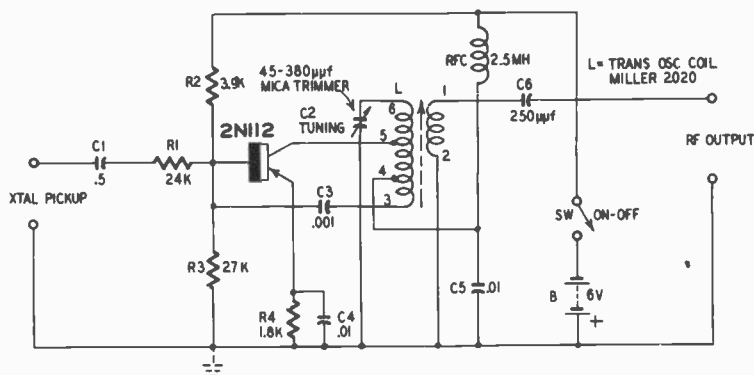 RFC
2.5MH
L= TRANS OSC COIL
MILLER 2020
45-380µµf
MICA TRIMMER
C2
TUNING
L
6
5
4
3
1
2
C6
250µµf
R2
3.9K
2N112
C1
.5
R1
24K
XTAL PICKUP
C3
.001
RF OUTPUT
SW
ON-OFF
R3
27K
C5
.01
B
6V
+
R4
1.8K
C4
.01